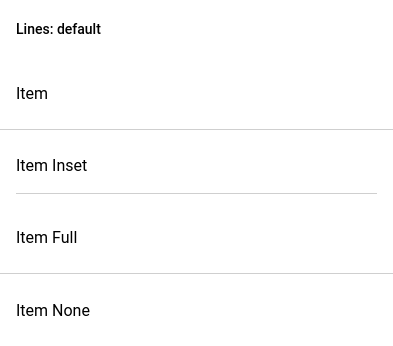 Lines: default
Item
Item Inset
Item Full
Item None